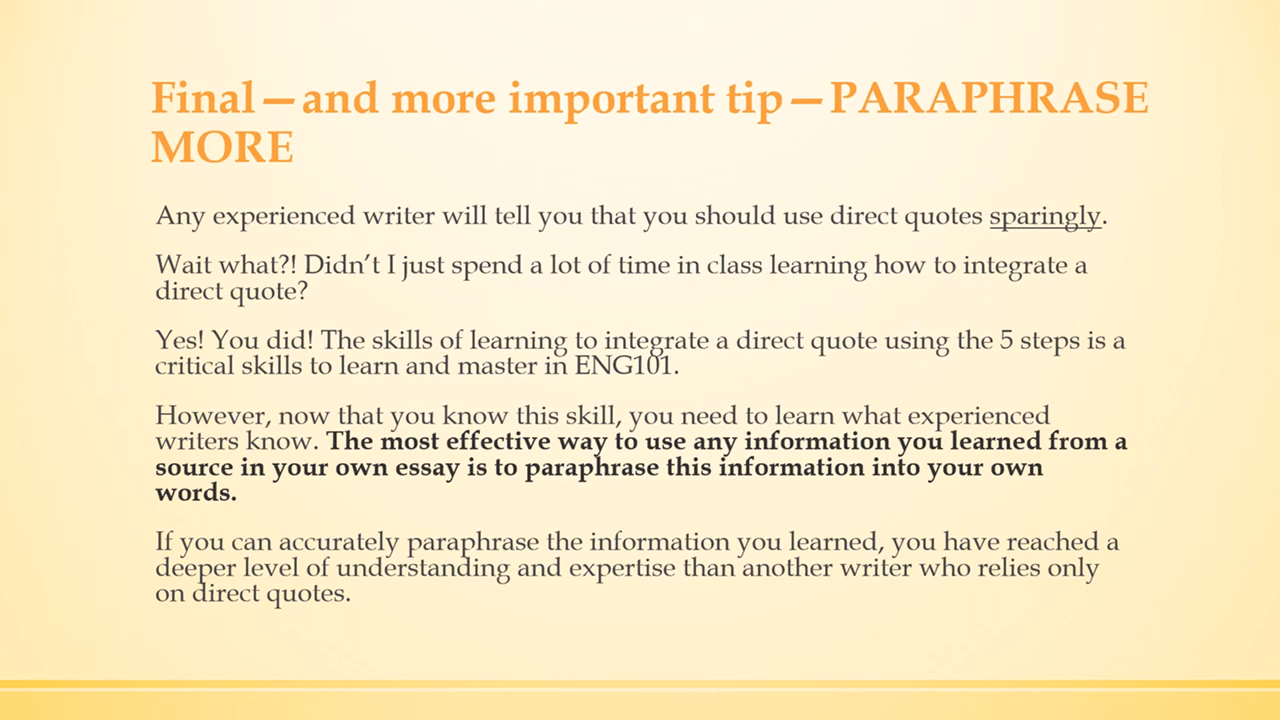 Final—and more important tip—PARAPHRASE
MORE
Any experienced writer will tell you that you should use direct quotes sparingly.
Wait what?! Didn’t I just spend a lot of time in class learning how to integrate a
direct quote?
Yes! You did! The skills of learning to integrate a direct quote using the 5 steps is a
critical skills to learn and master in ENG101.
However, now that you know this skill, you need to learn what experienced
writers know. The most effective way to use any information you learned from a
source in your own essay is to paraphrase this information into your own
words.
If you can accurately paraphrase the information you learned, you have reached a
deeper level of understanding and expertise than another writer who relies only
on direct quotes.